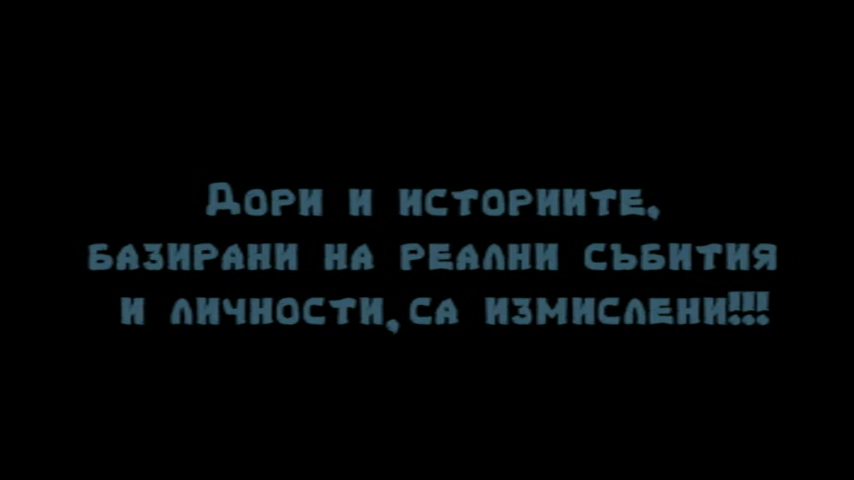 Дори и историите,
базирани на реални събития
и личности, са измислени!!!